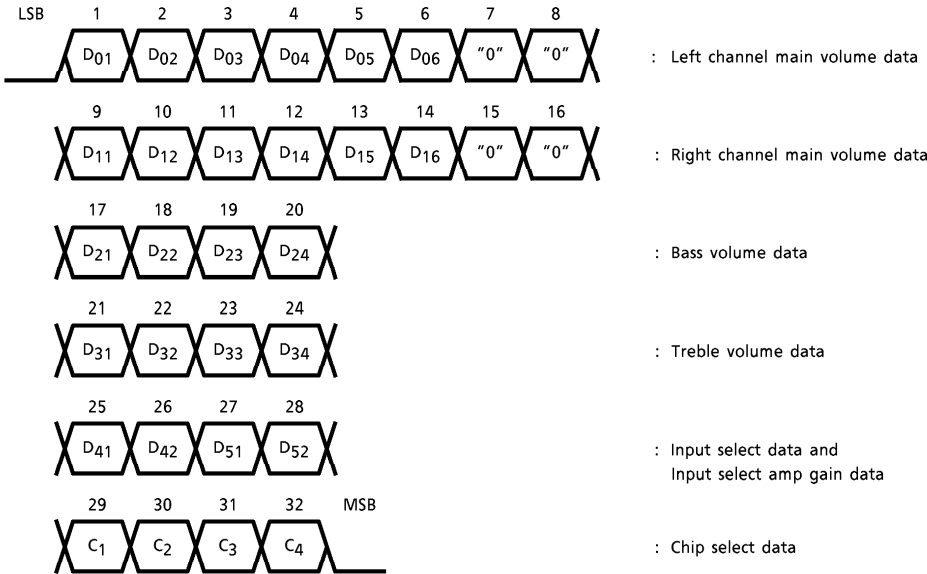 LSB 1 2 3 4 5 6 7 8
D01 D02 D03 D04 D05 D06 "0" "0" : Left channel main volume data
9 10 11 12 13 14 15 16
D11 D12 D13 D14 D15 D16 "0" "0" : Right channel main volume data
17 18 19 20
D21 D22 D23 D24 : Bass volume data
21 22 23 24
D31 D32 D33 D34 : Treble volume data
25 26 27 28
D41 D42 D51 D52 : Input select data and
Input select amp gain data
29 30 31 32 MSB
C1 C2 C3 C4 : Chip select data